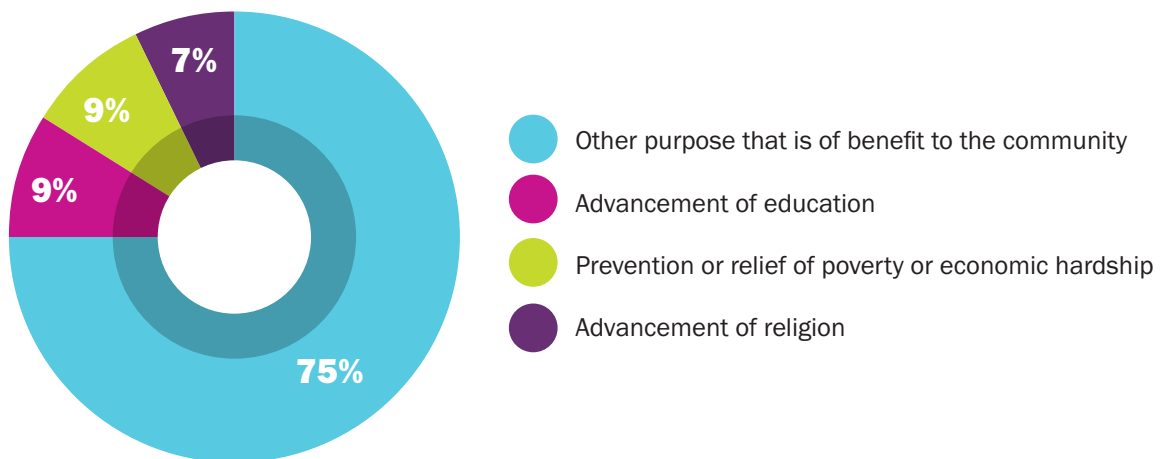 7%
9%
9%
75%
Other purpose that is of benefit to the community
Advancement of education
Prevention or relief of poverty or economic hardship
Advancement of religion